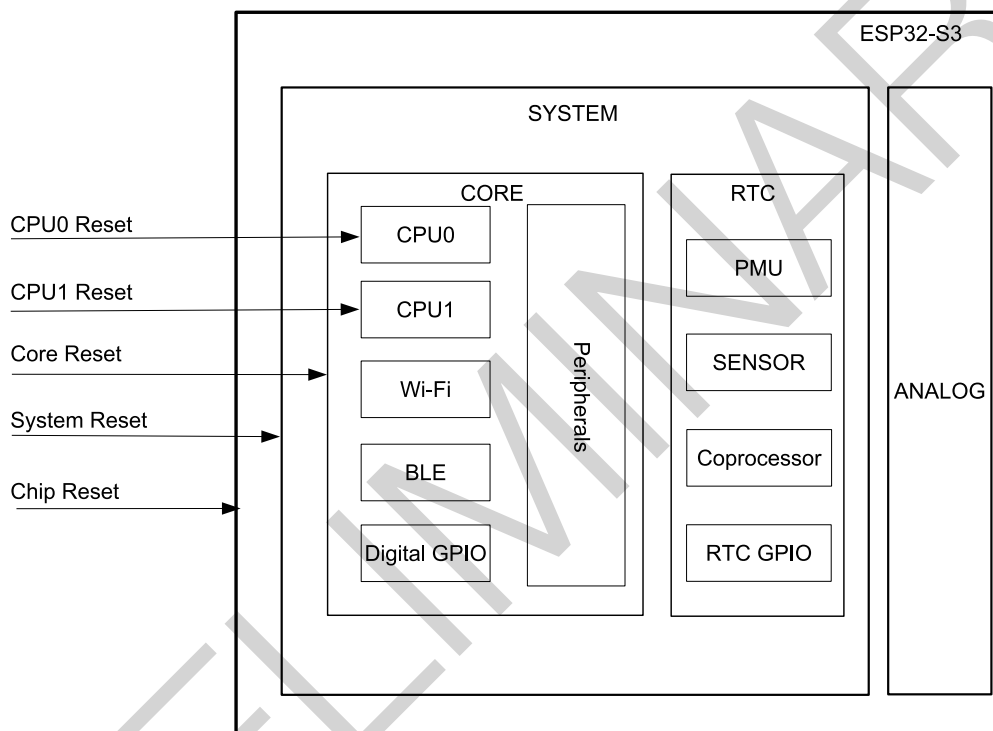 ESP32-S3
SYSTEM
CORE
RTC
CPU0 Reset
CPU0
CPU1 Reset
CPU1
Core Reset
Wi-Fi
System Reset
BLE
Chip Reset
Digital GPIO
Peripherals
PMU
SENSOR
Coprocessor
RTC GPIO
ANALOG
ELIMINAR